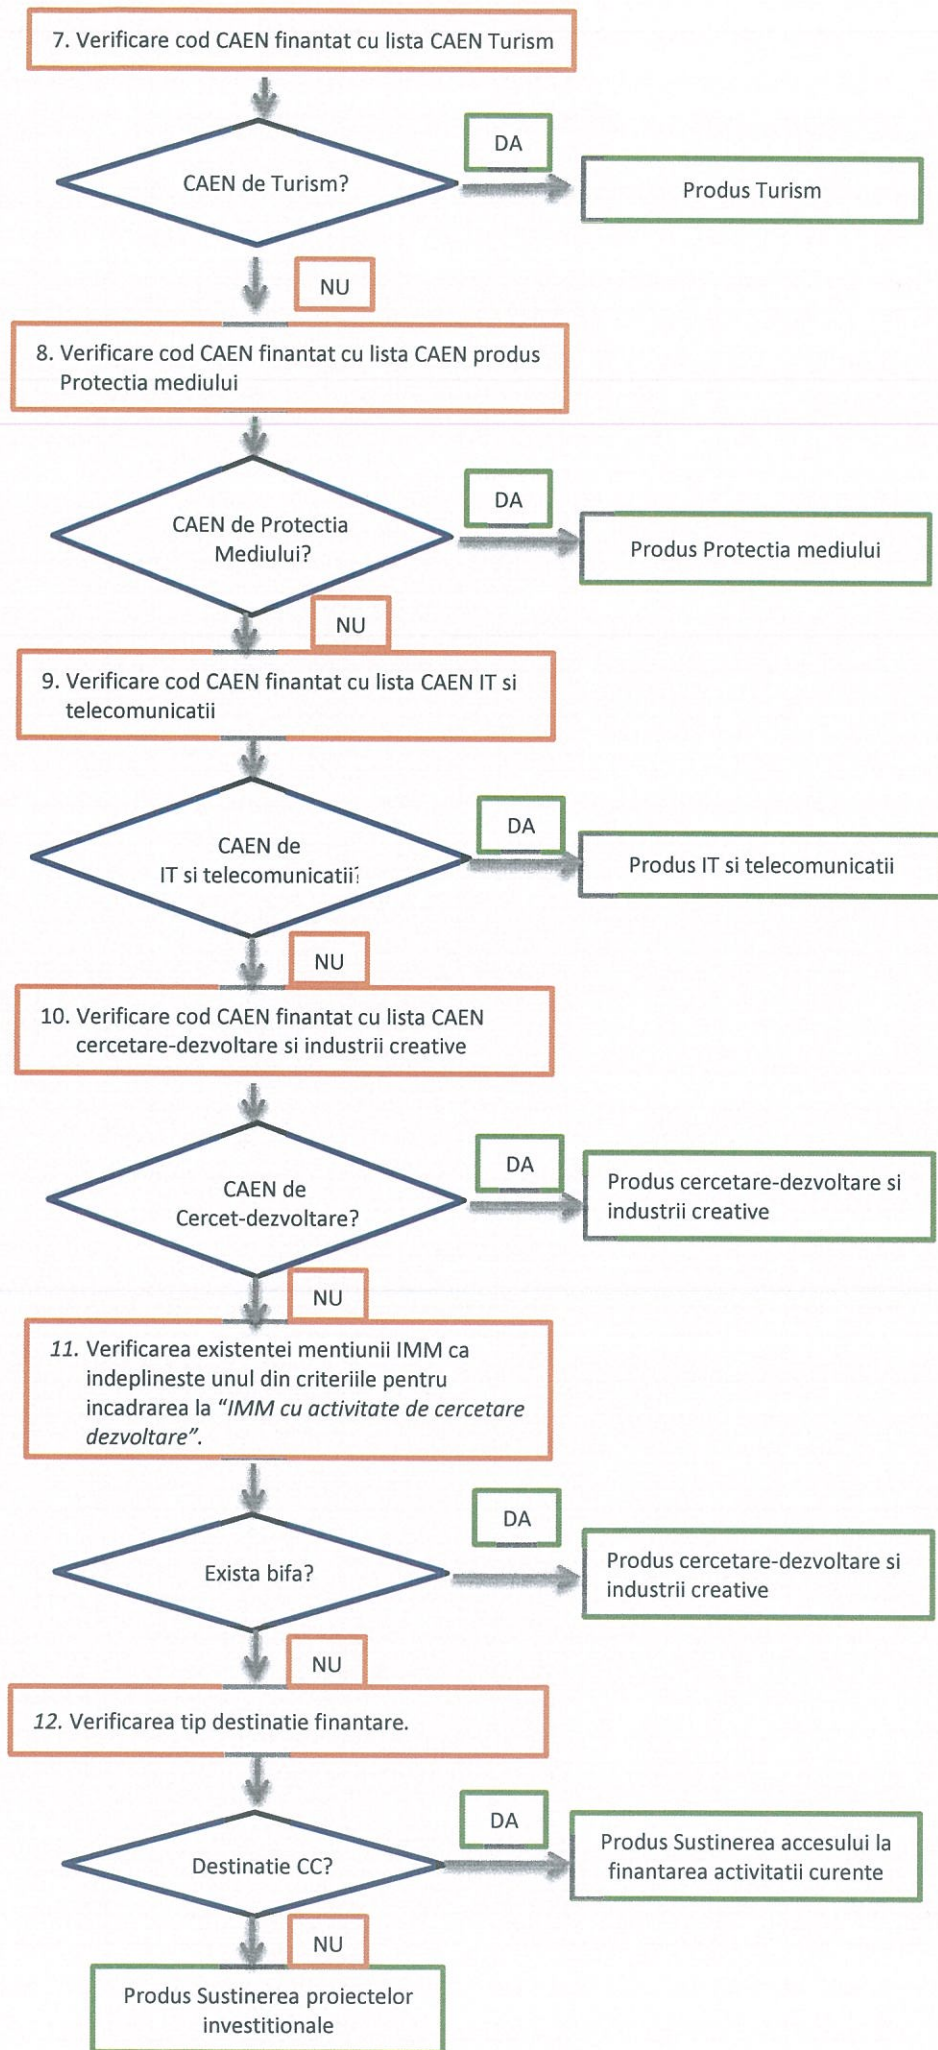 7. Verificare cod CAEN finantat cu lista CAEN Turism
DA
CAEN de Turism?
Produs Turism
NU
8. Verificare cod CAEN finantat cu lista CAEN produs
Protectia mediului
DA
CAEN de Protectia
Mediului?
Produs Protectia mediului
NU
9. Verificare cod CAEN finantat cu lista CAEN IT si
telecomunicatii
DA
CAEN de
IT si telecomunicatii?
Produs IT si telecomunicatii
NU
10. Verificare cod CAEN finantat cu lista CAEN
cercetare-dezvoltare si industrii creative
DA
CAEN de
Cercet-dezvoltare?
Produs cercetare-dezvoltare si
industrii creative
NU
11. Verificarea existentei mentiunii IMM ca
indeplineste unul din criteriile pentru
incadrarea la “IMM cu activitate de cercetare
dezvoltare”.
DA
Exista bifa?
Produs cercetare-dezvoltare si
industrii creative
NU
12. Verificarea tip destinatie finantare.
DA
Destinatie CC?
Produs Sustinerea accesului la
finantarea activitatii curente
NU
Produs Sustinerea proiectelor
investitionale